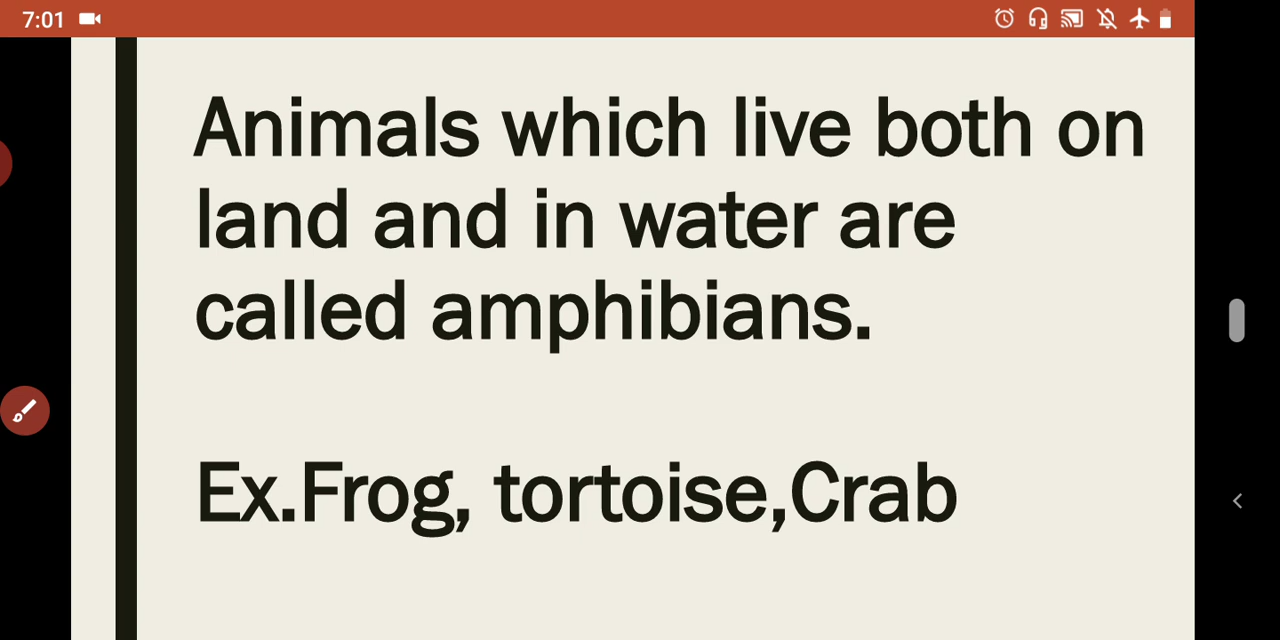 7:01
Animals which live both on
land and in water are
called amphibians.
Ex.Frog, tortoise,Crab